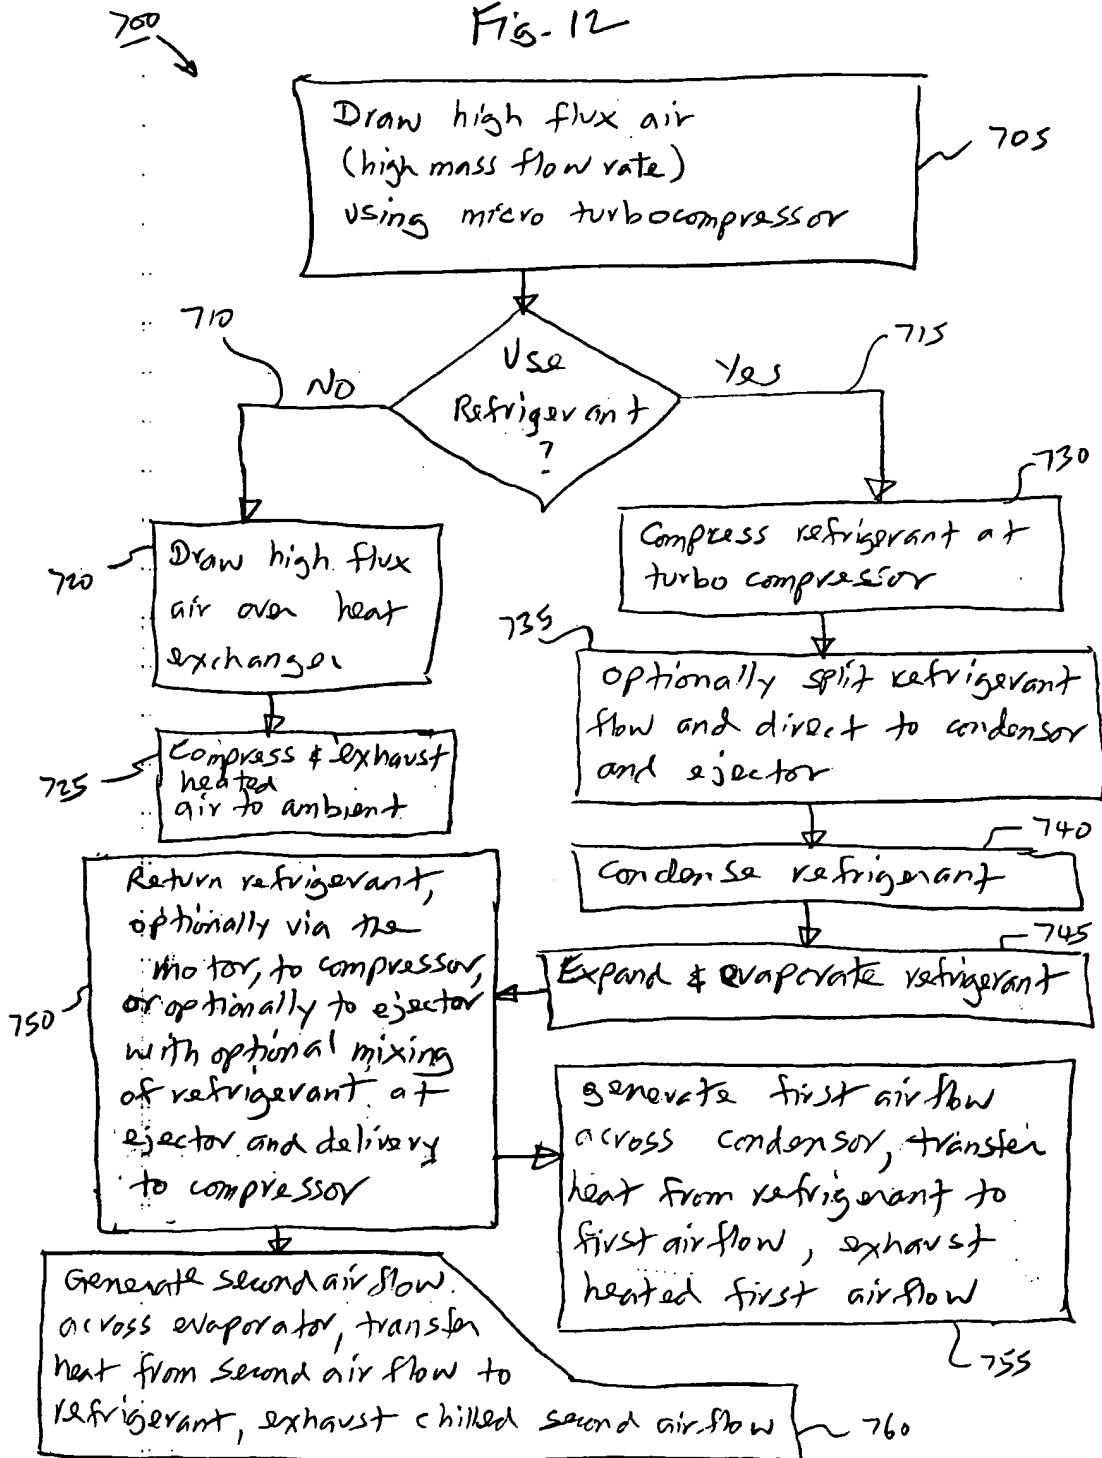 700
Fig. 12
Draw high flux air
(high mass flow rate)
using micro turbocompressor
705
710
No
Use
Refrigerant
?
Yes
715
720
Draw high flux
air over heat
exchanger
725
Compress & exhaust
heated
air to ambient
730
Compress refrigerant at
turbo compressior
735
optionally split refrigerant
flow and direct to condensor
and ejector
740
Condense refrigerant
745
Expand & evaporate refrigerant
750
Return refrigerant,
optionally via the
motor, to compressor,
or optionally to ejector
with optional mixing
of refrigerant at
ejector and delivery
to compressor
generate first airflow
across condensor, transfer
heat from refrigerant to
first airflow, exhaust
heated first airflow
755
Generate second airflow
across evaporator, transfer
heat from second air flow to
refrigerant, exhaust chilled second airflow
760